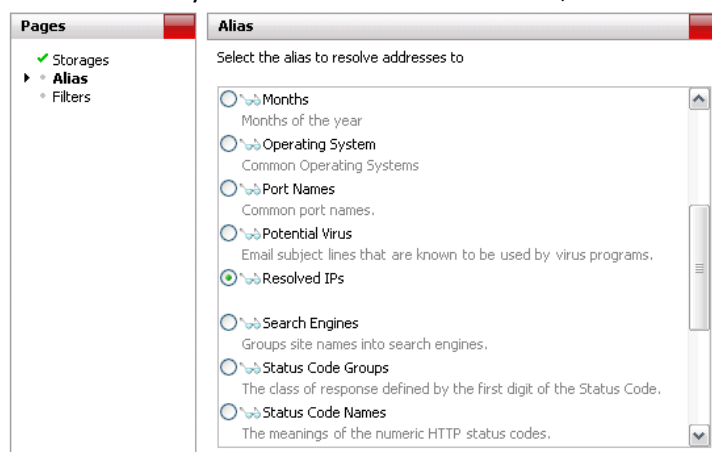 Pages
Storages
Alias
Filters
Alias
Select the alias to resolve addresses to
Months
Months of the year
Operating System
Common Operating Systems
Port Names
Common port names.
Potential Virus
Email subject lines that are known to be used by virus programs.
Resolved IPs
Search Engines
Groups site names into search engines.
Status Code Groups
The class of response defined by the first digit of the Status Code.
Status Code Names
The meanings of the numeric HTTP status codes.